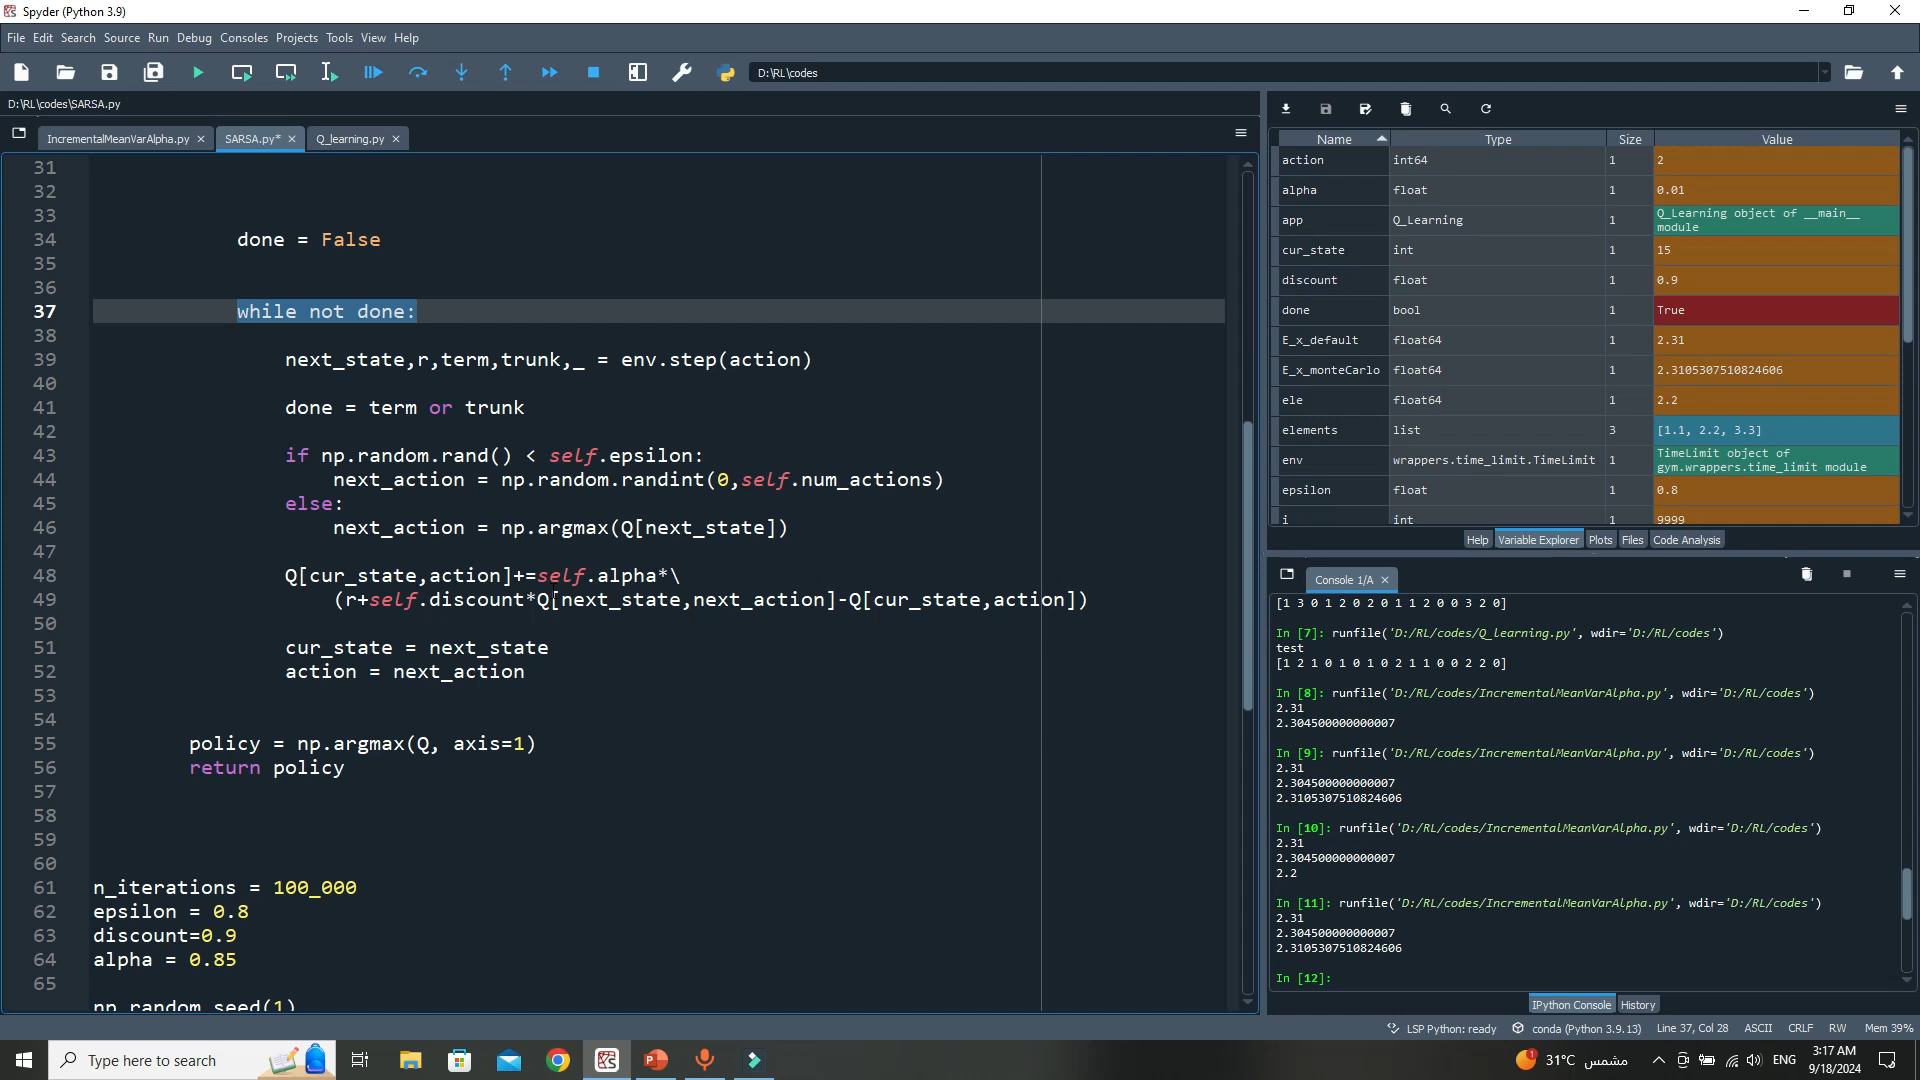 Spyder (Python 3.9)
File Edit Search Source Run Debug Consoles Projects Tools View Help
D:\RL\codes
D:\RL\codes\SARSA.py
IncrementalMeanVarAlpha.py
SARSA.py*
Q_learning.py
31
32
33
34 done = False
35
36
37 while not done:
38
39 next_state,r,term,trunk,_ = env.step(action)
40
41 done = term or trunk
42
43 if np.random.rand() < self.epsilon:
44 next_action = np.random.randint(0,self.num_actions)
45 else:
46 next_action = np.argmax(Q[next_state])
47
48 Q[cur_state,action]+=self.alpha*\
49 (r+self.discount*Q[next_state,next_action]-Q[cur_state,action])
50
51 cur_state = next_state
52 action = next_action
53
54
55 policy = np.argmax(Q, axis=1)
56 return policy
57
58
59
60
61 n_iterations = 100_000
62 epsilon = 0.8
63 discount=0.9
64 alpha = 0.85
65
np.random.seed(1)
Name Type Size Value
action int64 1 2
alpha float 1 0.01
app Q_Learning 1 Q_Learning object of __main__
module
cur_state int 1 15
discount float 1 0.9
done bool 1 True
E_x_default float64 1 2.31
E_x_monteCarlo float64 1 2.3105307510824606
ele float64 1 2.2
elements list 3 [1.1, 2.2, 3.3]
env wrappers.time_limit.TimeLimit 1 TimeLimit object of
gym.wrappers.time_limit module
epsilon float 1 0.8
i int 1 9999
Help Variable Explorer Plots Files Code Analysis
Console 1/A
[1 3 0 1 2 0 2 0 1 1 2 0 0 3 2 0]
In [7]: runfile('D:/RL/codes/Q_learning.py', wdir='D:/RL/codes')
test
[1 2 1 0 1 0 1 0 2 1 1 0 0 2 2 0]
In [8]: runfile('D:/RL/codes/IncrementalMeanVarAlpha.py', wdir='D:/RL/codes')
2.31
2.304500000000007
In [9]: runfile('D:/RL/codes/IncrementalMeanVarAlpha.py', wdir='D:/RL/codes')
2.31
2.304500000000007
2.3105307510824606
In [10]: runfile('D:/RL/codes/IncrementalMeanVarAlpha.py', wdir='D:/RL/codes')
2.31
2.304500000000007
2.2
In [11]: runfile('D:/RL/codes/IncrementalMeanVarAlpha.py', wdir='D:/RL/codes')
2.31
2.304500000000007
2.3105307510824606
In [12]:
IPython Console History
LSP Python: ready conda (Python 3.9.13) Line 37, Col 28 ASCII CRLF RW Mem 39%
Type here to search
1
31°C مشمس
ENG
3:17 AM
9/18/2024